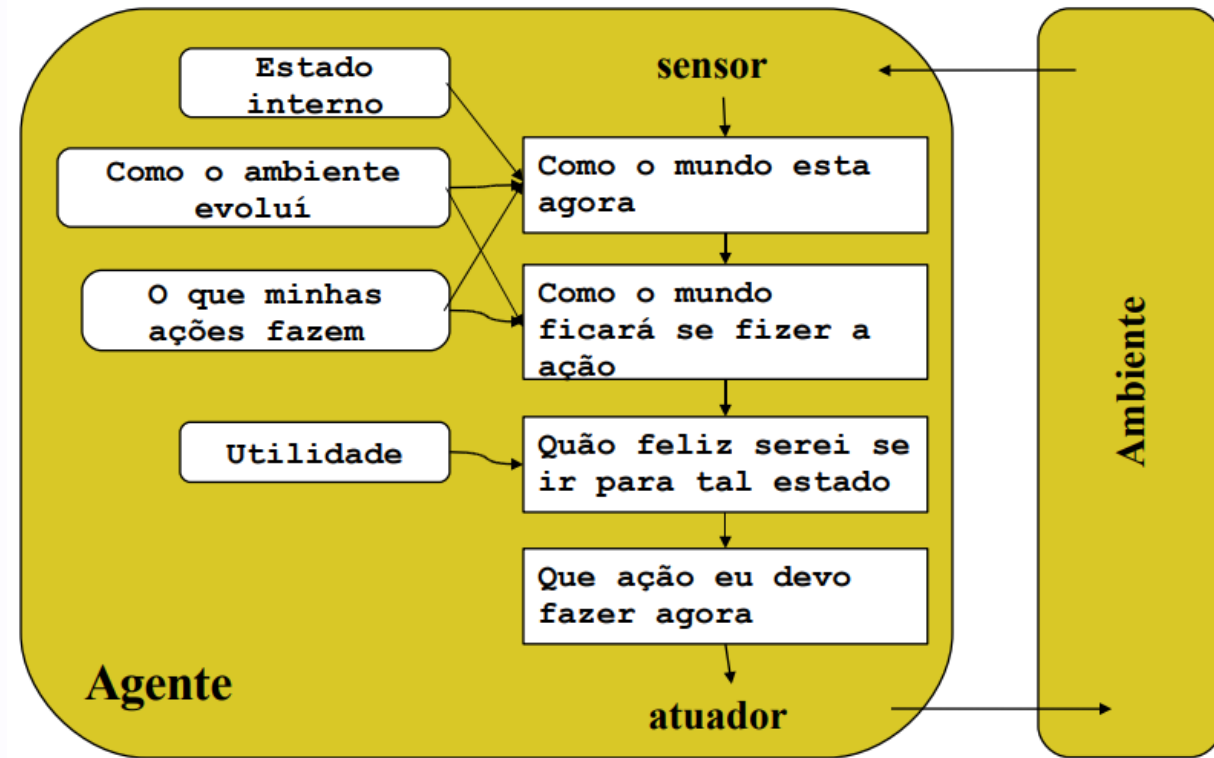 Estado
interno
sensor
Como o ambiente
evoluí
Como o mundo esta
agora
O que minhas
ações fazem
Como o mundo
ficará se fizer a
ação
Utilidade
Quão feliz serei se
ir para tal estado
Que ação eu devo
fazer agora
Agente
atuador
Ambiente